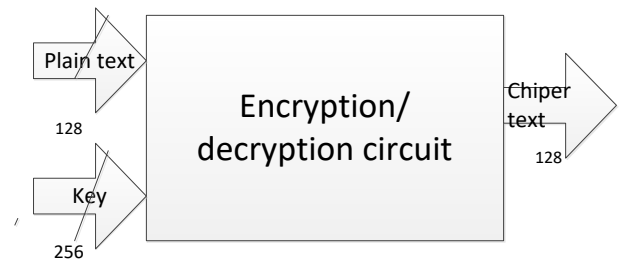 Plain text
128
Key
256
Encryption/
decryption circuit
Chiper
text
128